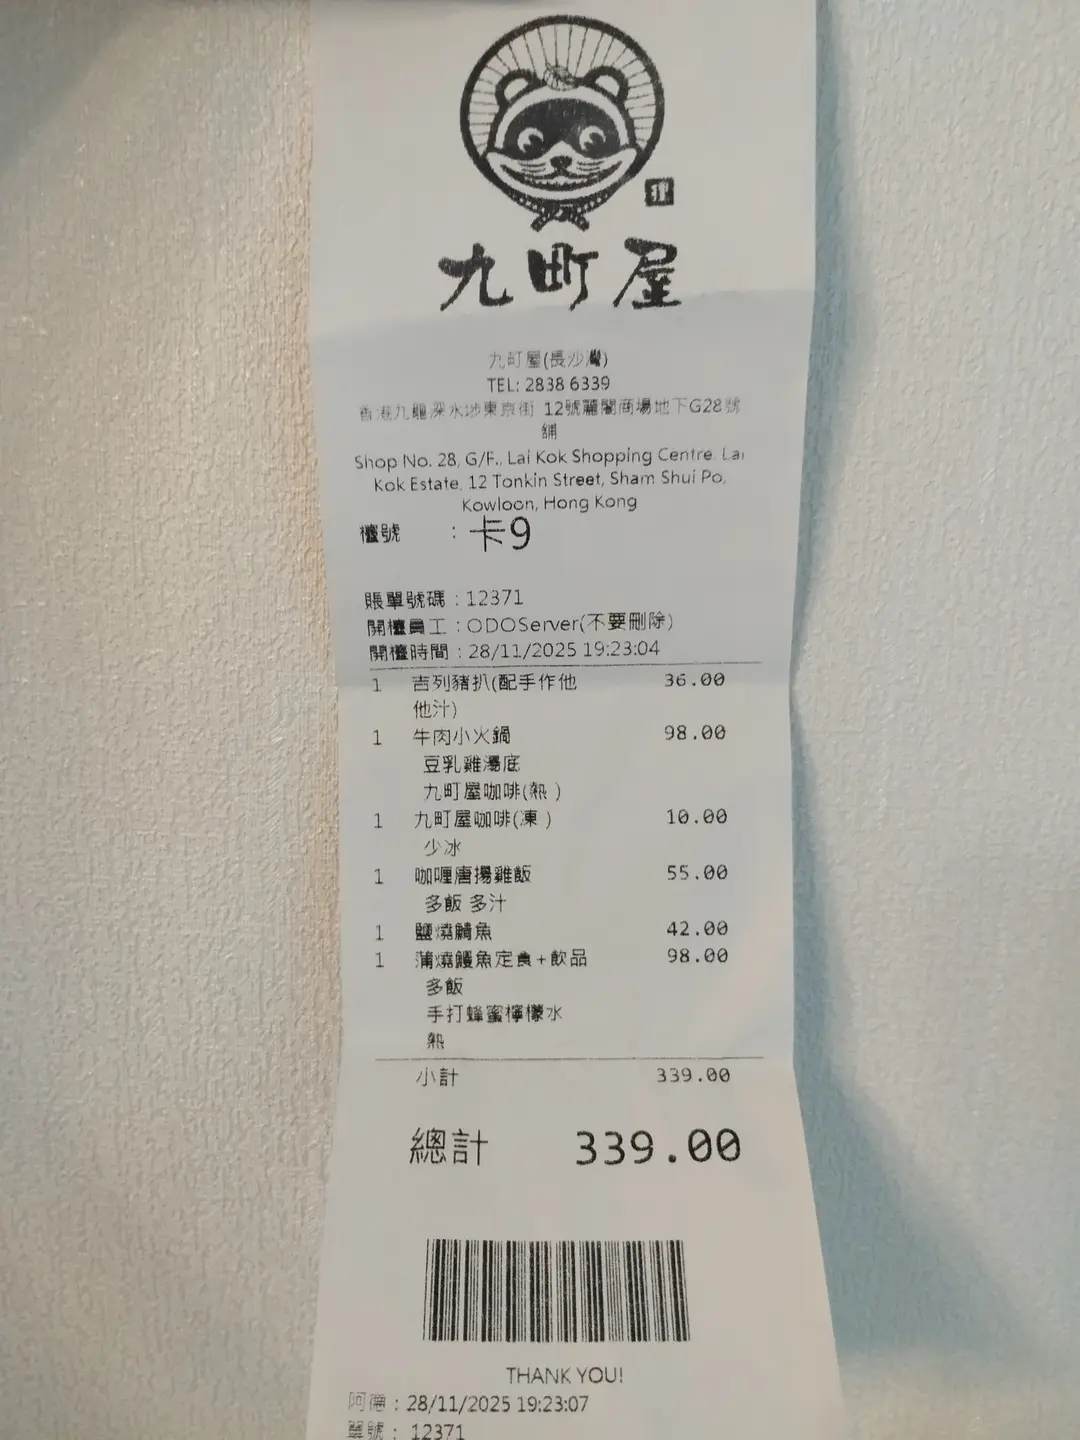 九町屋
九町屋(長沙灣)
TEL: 2838 6339
香港九龍深水埗東京街 12號麗閣商場地下G28號
舖
Shop No. 28, G/F., Lai Kok Shopping Centre. Lai
Kok Estate, 12 Tonkin Street, Sham Shui Po,
Kowloon, Hong Kong
檯號 : 卡9
賬單號碼 : 12371
開檯員工 : ODOServer(不要刪除)
開檯時間 : 28/11/2025 19:23:04
1 吉列豬扒(配手作他 36.00
他汁)
1 牛肉小火鍋 98.00
豆乳雞湯底
九町屋咖啡(熱)
1 九町屋咖啡(凍) 10.00
少冰
1 咖喱唐揚雞飯 55.00
多飯 多汁
1 鹽燒鯖魚 42.00
1 蒲燒鰻魚定食+飲品 98.00
多飯
手打蜂蜜檸檬水
熱
小計 339.00
總計 339.00
THANK YOU!
阿德 : 28/11/2025 19:23:07
單號 : 12371